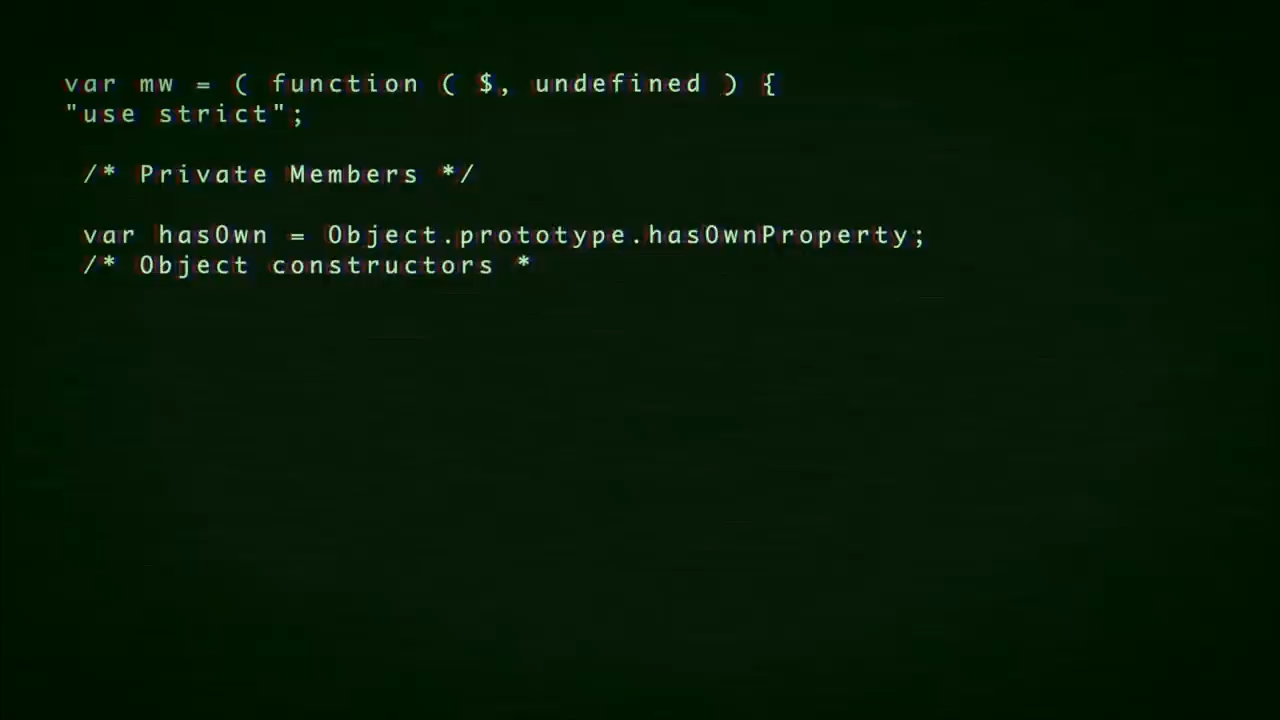 var mw = ( function ( $, undefined ) {
"use strict";
/* Private Members */
var hasOwn = Object.prototype.hasOwnProperty;
/* Object constructors *